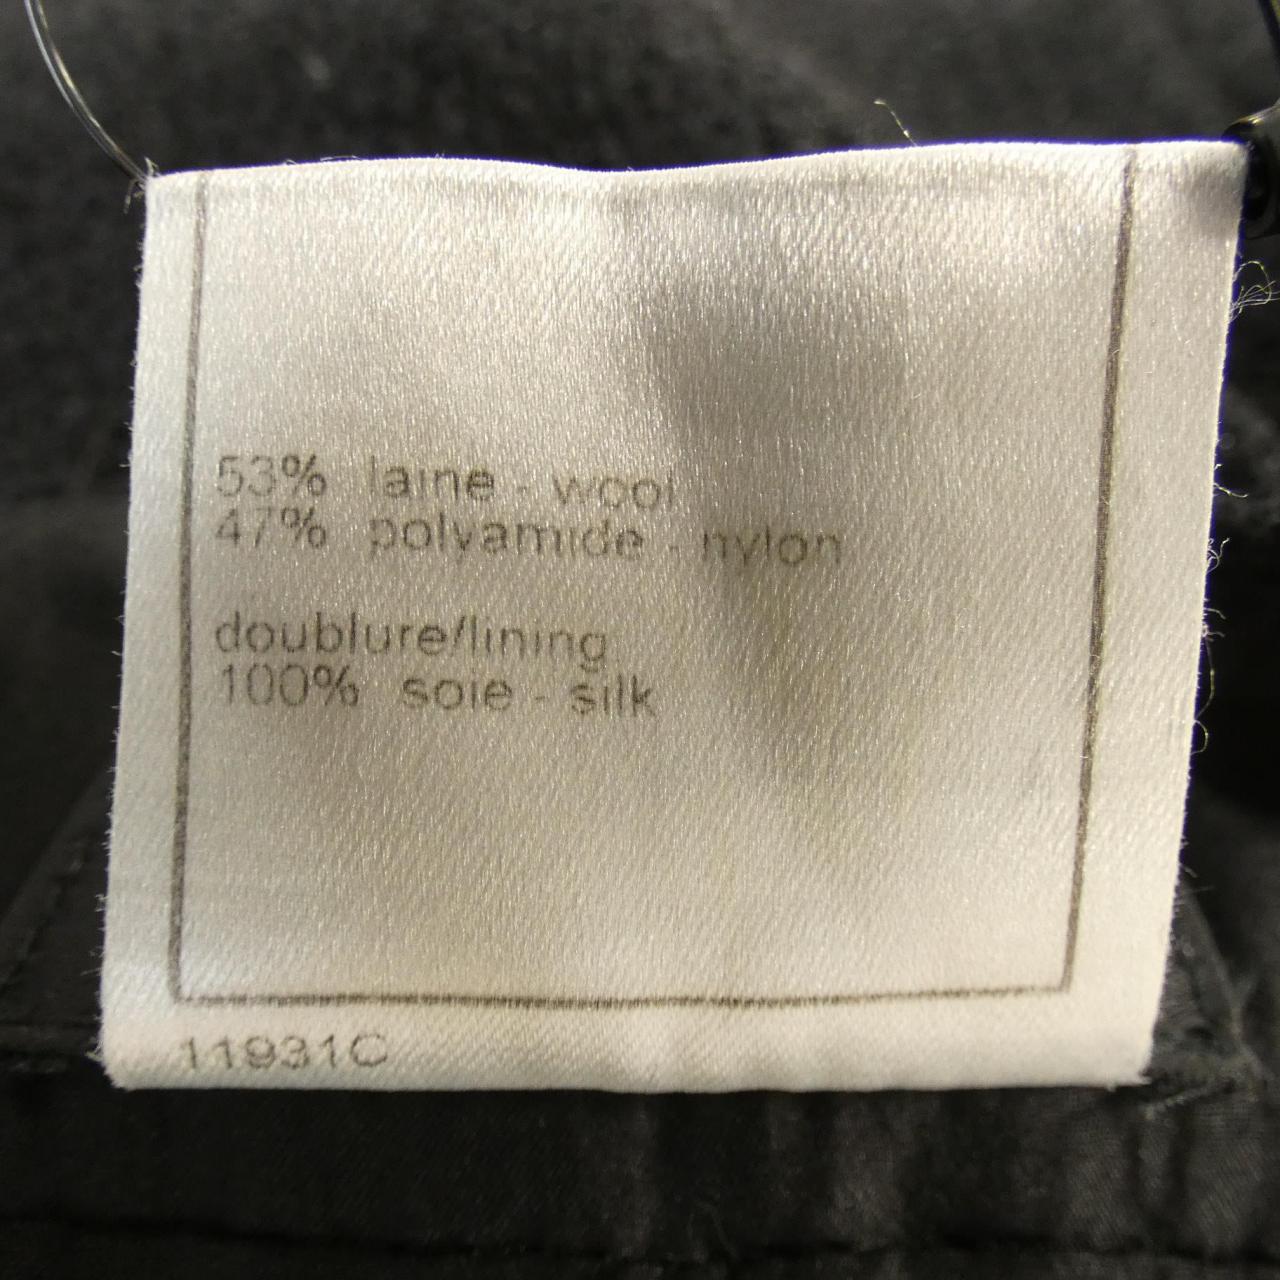 53% laine - wool
47% polyamide - nylon
doublure/lining
100% soie - silk
11931C